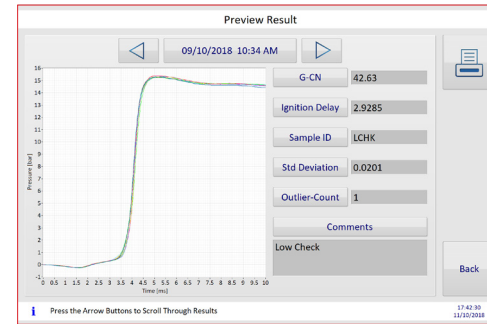 Preview Result
09/10/2018 10:34 AM
G-CN 42.63
Ignition Delay 2.9285
Sample ID LCHK
Std Deviation 0.0201
Outlier-Count 1
Comments
Low Check
Pressure [bar]
16
15
14
13
12
11
10
9
8
7
6
5
4
3
2
1
0
-1
0 0.5 1 1.5 2 2.5 3 3.5 4 4.5 5 5.5 6 6.5 7 7.5 8 8.5 9 9.5 10
Time [ms]
Back
i Press the Arrow Buttons to Scroll Through Results
17:42:30
11/10/2018